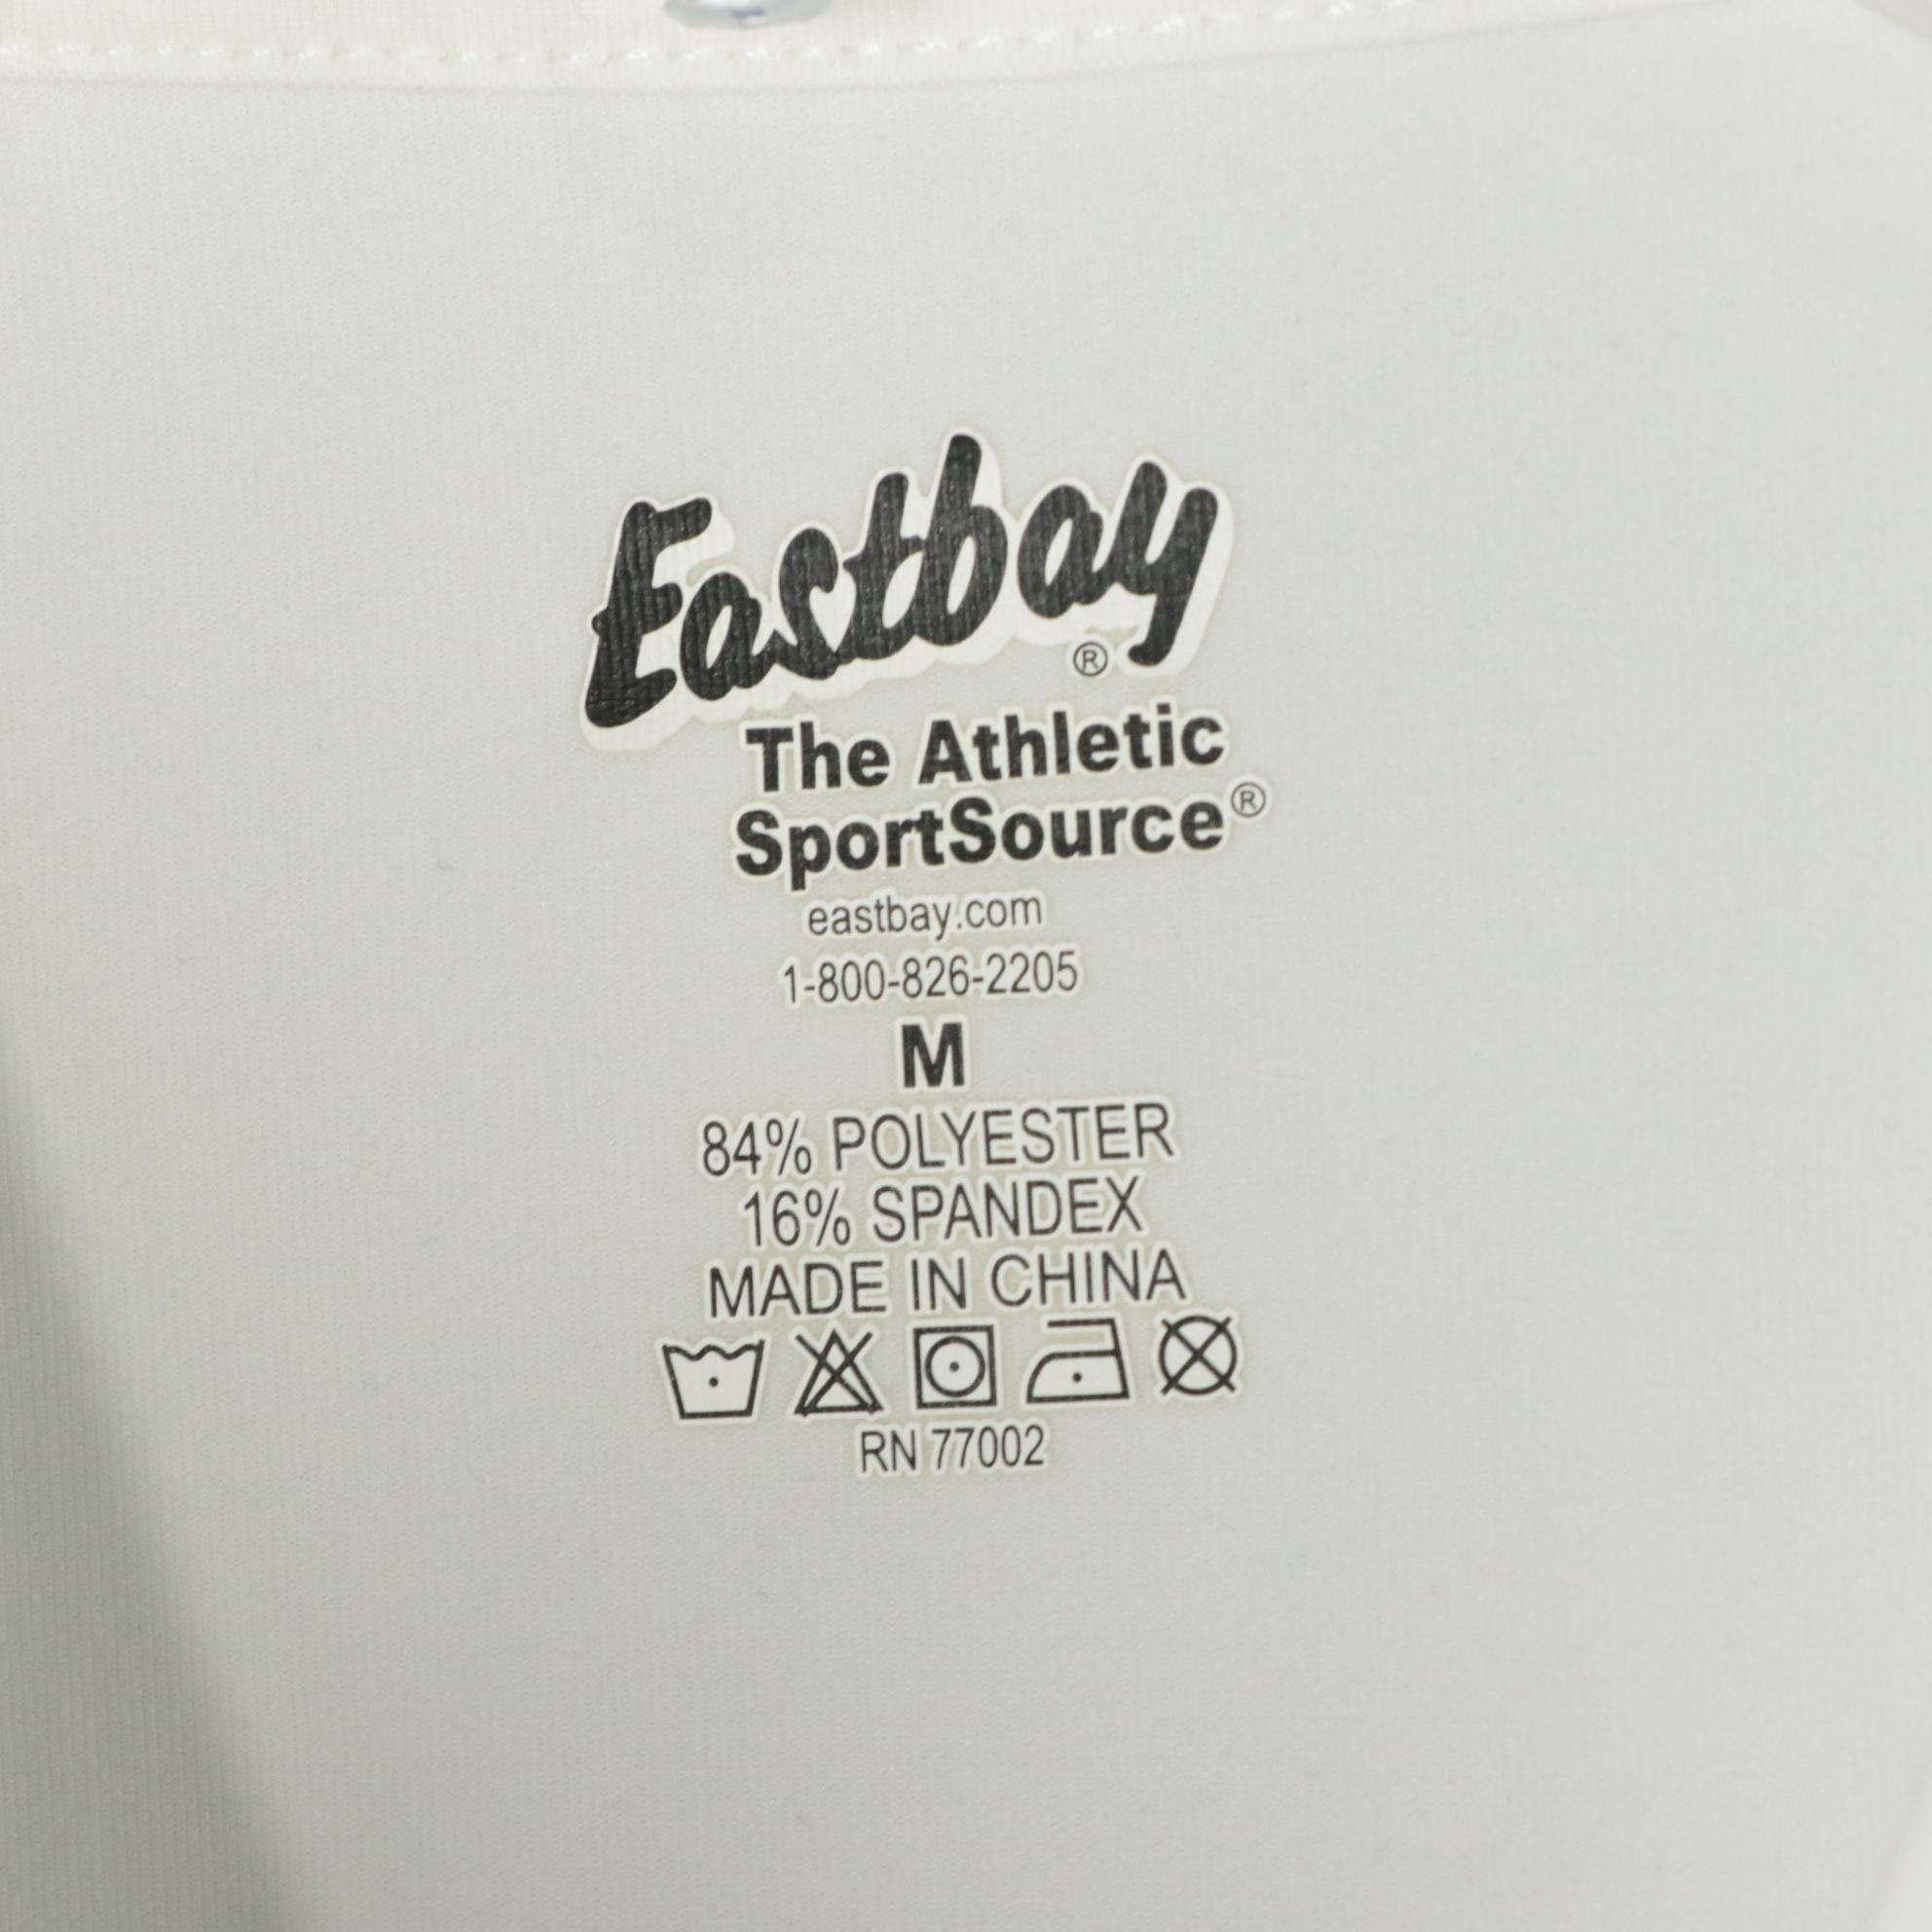 Eastbay®
The Athletic
SportSource®
eastbay.com
1-800-826-2205
M
84% POLYESTER
16% SPANDEX
MADE IN CHINA
RN 77002